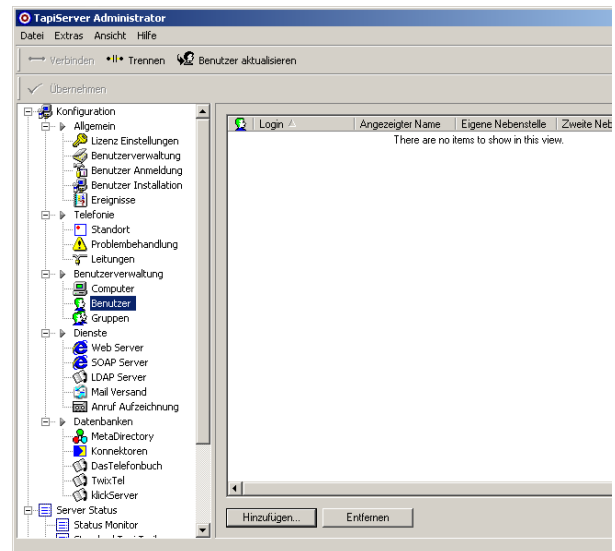 TapiServer Administrator
Datei Extras Ansicht Hilfe
Verbinden Trennen Benutzer aktualisieren
Übernehmen
Konfiguration
Allgemein
Lizenz Einstellungen
Benutzerverwaltung
Benutzer Anmeldung
Benutzer Installation
Ereignisse
Telefonie
Standort
Problembehandlung
Leitungen
Benutzerverwaltung
Computer
Benutzer
Gruppen
Dienste
Web Server
SOAP Server
LDAP Server
Mail Versand
Anruf Aufzeichnung
Datenbanken
MetaDirectory
Konnektoren
DasTelefonbuch
TwixTel
klickServer
Server Status
Status Monitor
Login Angezeigter Name Eigene Nebenstelle Zweite Neb
There are no items to show in this view.
Hinzufügen... Entfernen